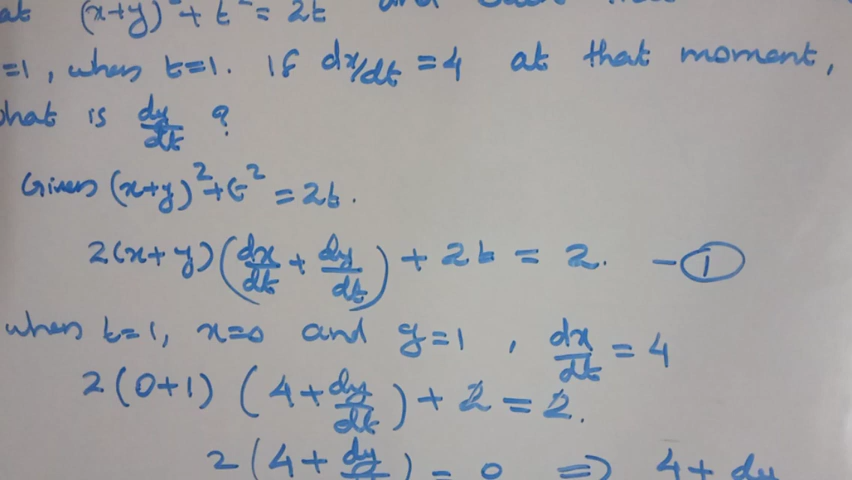 at (x+y)² + t² = 2t and
=1, when t=1. If dx/dt = 4 at that moment,
what is dy/dt ?
Given (x+y)² + t² = 2t.
2(x+y)(dx/dt + dy/dt) + 2t = 2. - ①
when t=1, x=0 and y=1, dx/dt = 4
2(0+1) (4 + dy/dt) + 2 = 2.
2(4 + dy/dt) = 0 ⇒ 4 + dy